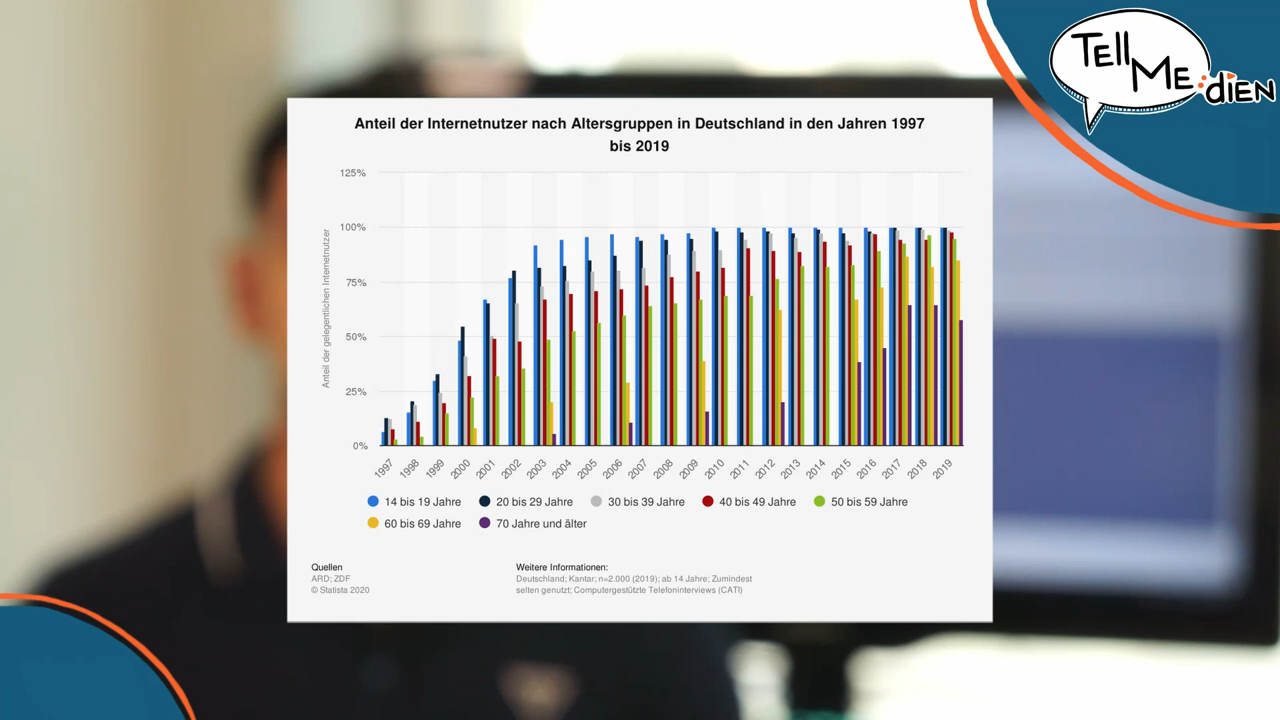 TELL
ME:dIEN
Anteil der Internetnutzer nach Altersgruppen in Deutschland in den Jahren 1997
bis 2019
125%
100%
75%
50%
25%
0%
Anteil der gelegentlichen Internetnutzer
1997 1998 1999 2000 2001 2002 2003 2004 2005 2006 2007 2008 2009 2010 2011 2012 2013 2014 2015 2016 2017 2018 2019
14 bis 19 Jahre 20 bis 29 Jahre 30 bis 39 Jahre 40 bis 49 Jahre 50 bis 59 Jahre
60 bis 69 Jahre 70 Jahre und älter
Quellen
ARD; ZDF
© Statista 2020
Weitere Informationen:
Deutschland; Kantar; n=2.000 (2019); ab 14 Jahre; Zumindest
selten genutzt; Computergestützte Telefoninterviews (CATI)